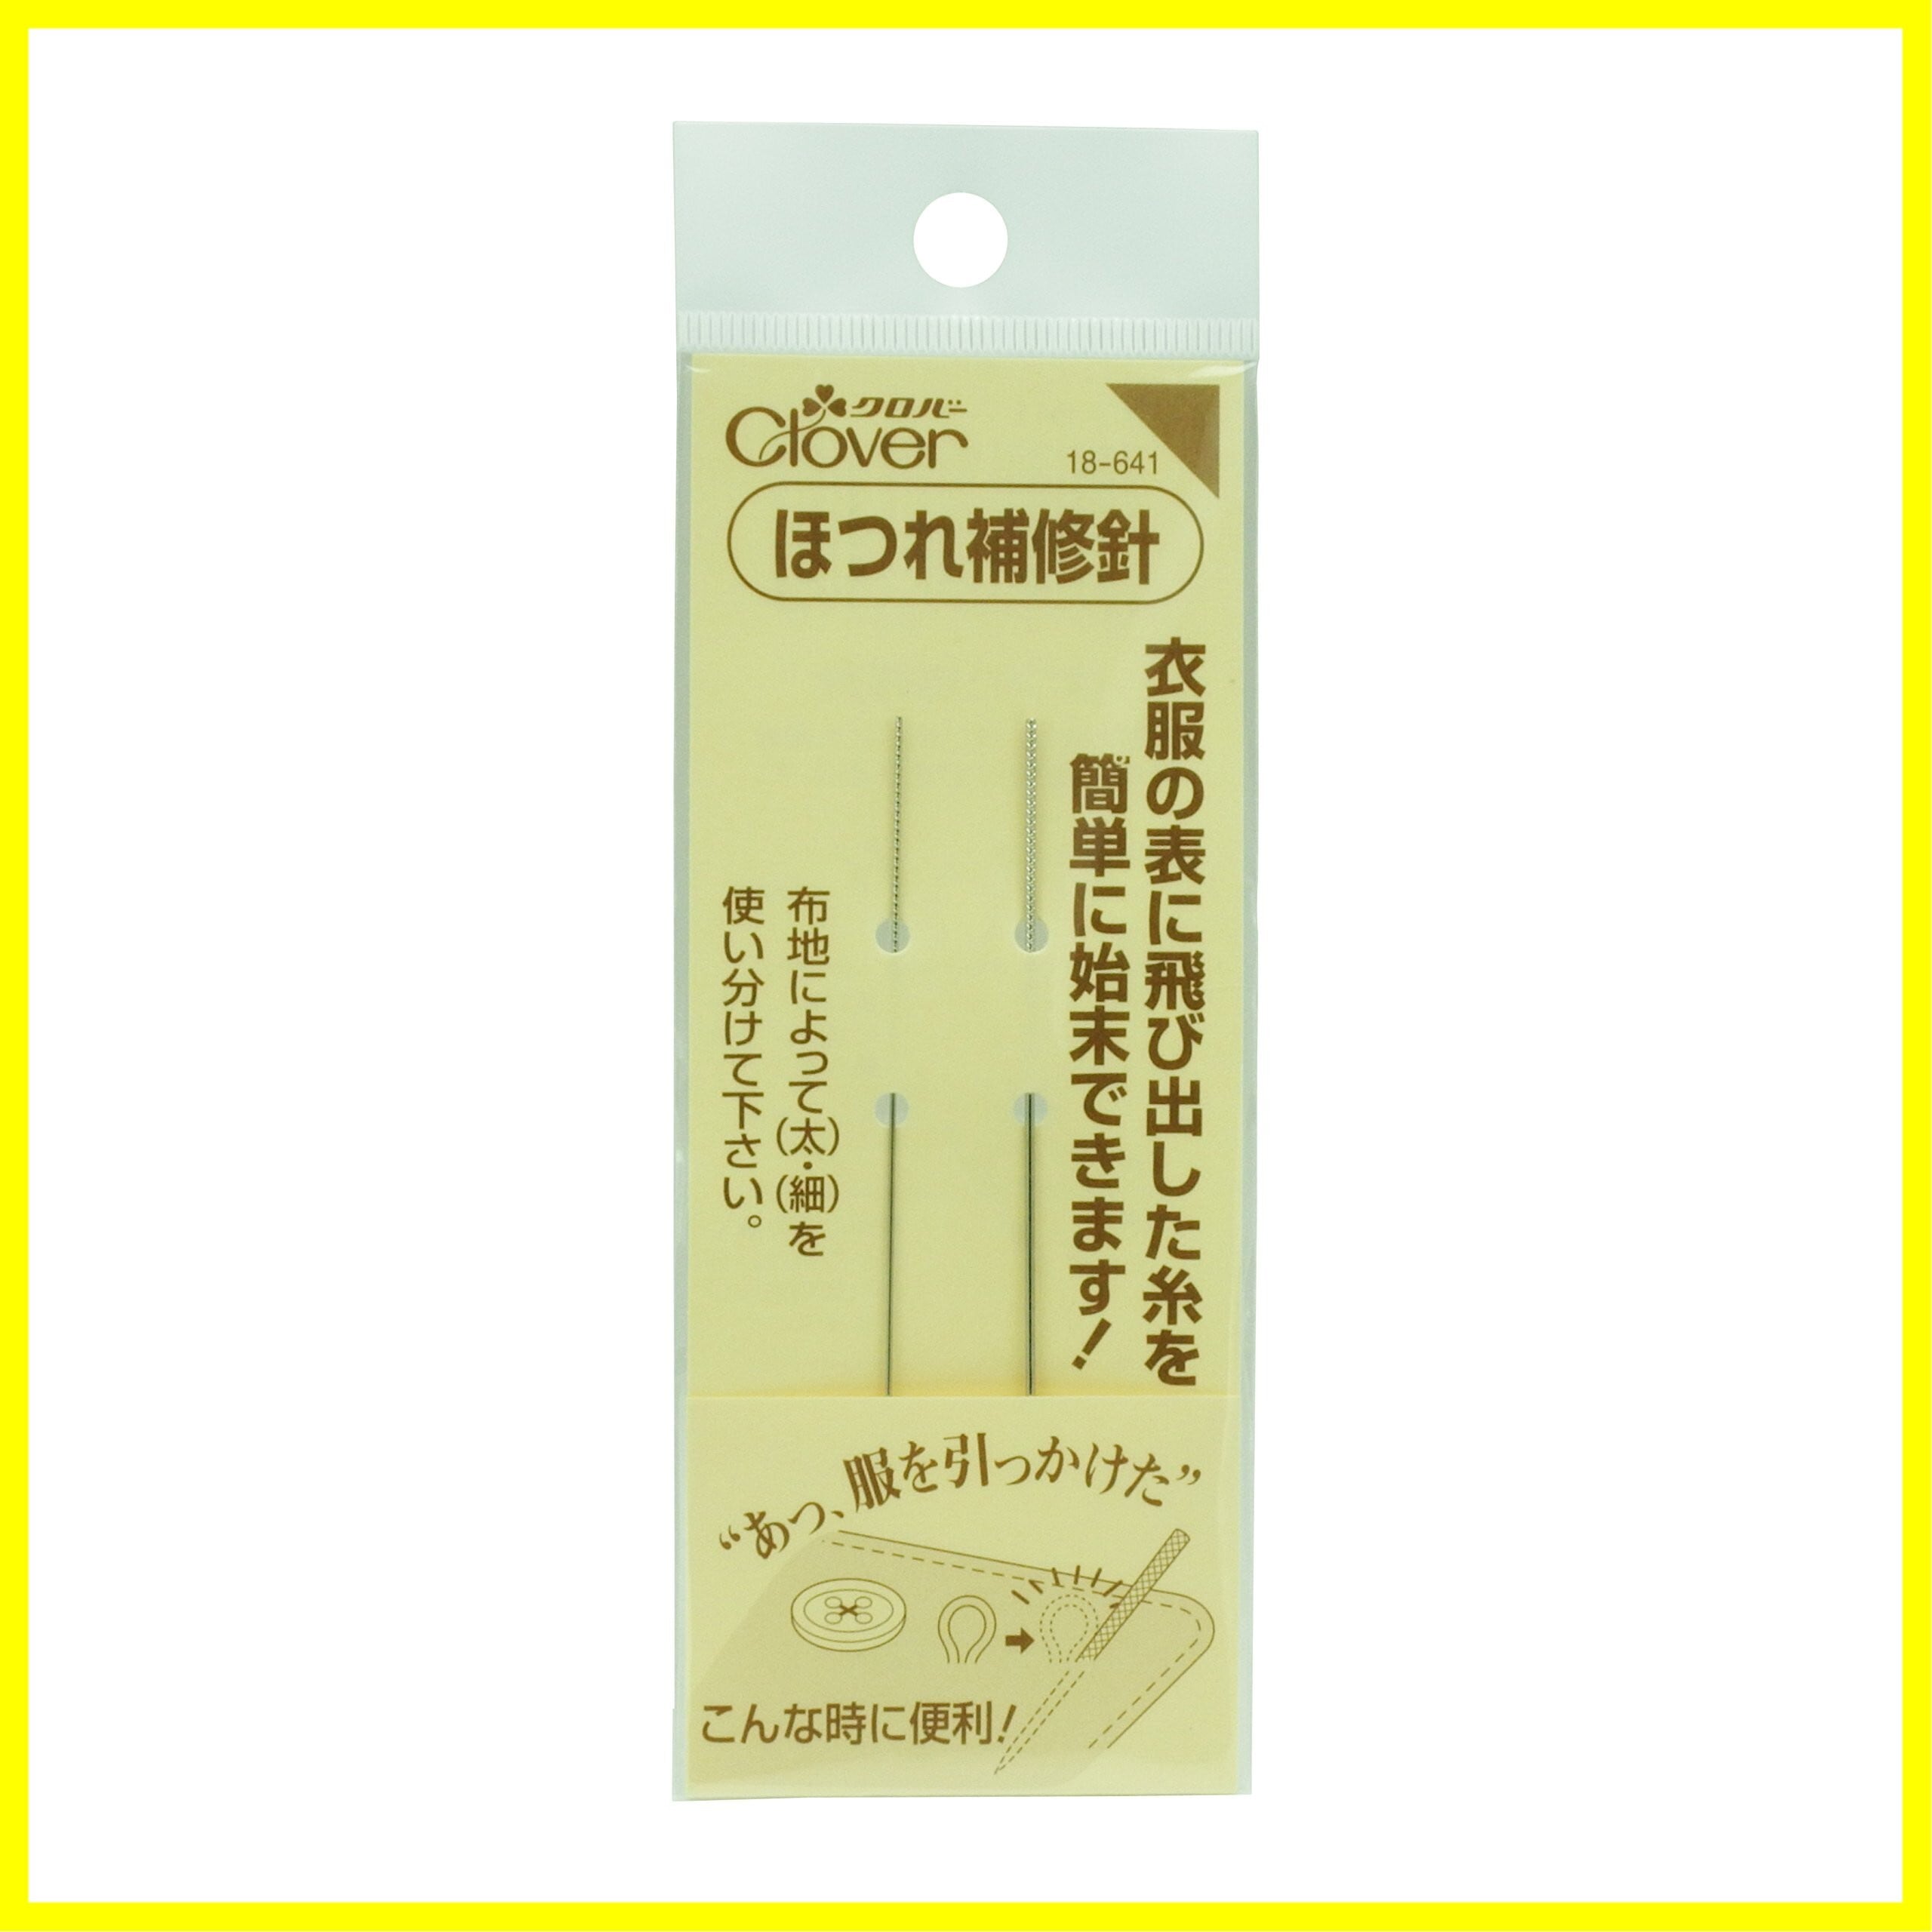 クロバー
Clover
18-641
ほつれ補修針
衣服の表に飛び出した糸を
簡単に始末できます!
布地によって(太)・(細)を
使い分けて下さい。
“あっ、服を引っかけた”
こんな時に便利!